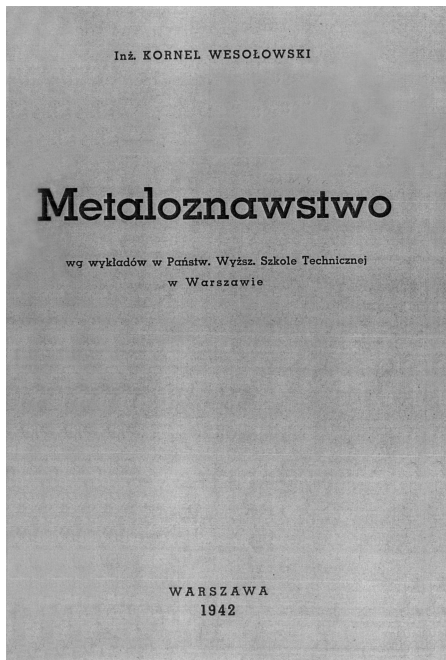 Inż. KORNEL WESOŁOWSKI
Metaloznawstwo
wg wykładów w Państw. Wyższ. Szkole Technicznej
w Warszawie
WARSZAWA
1942